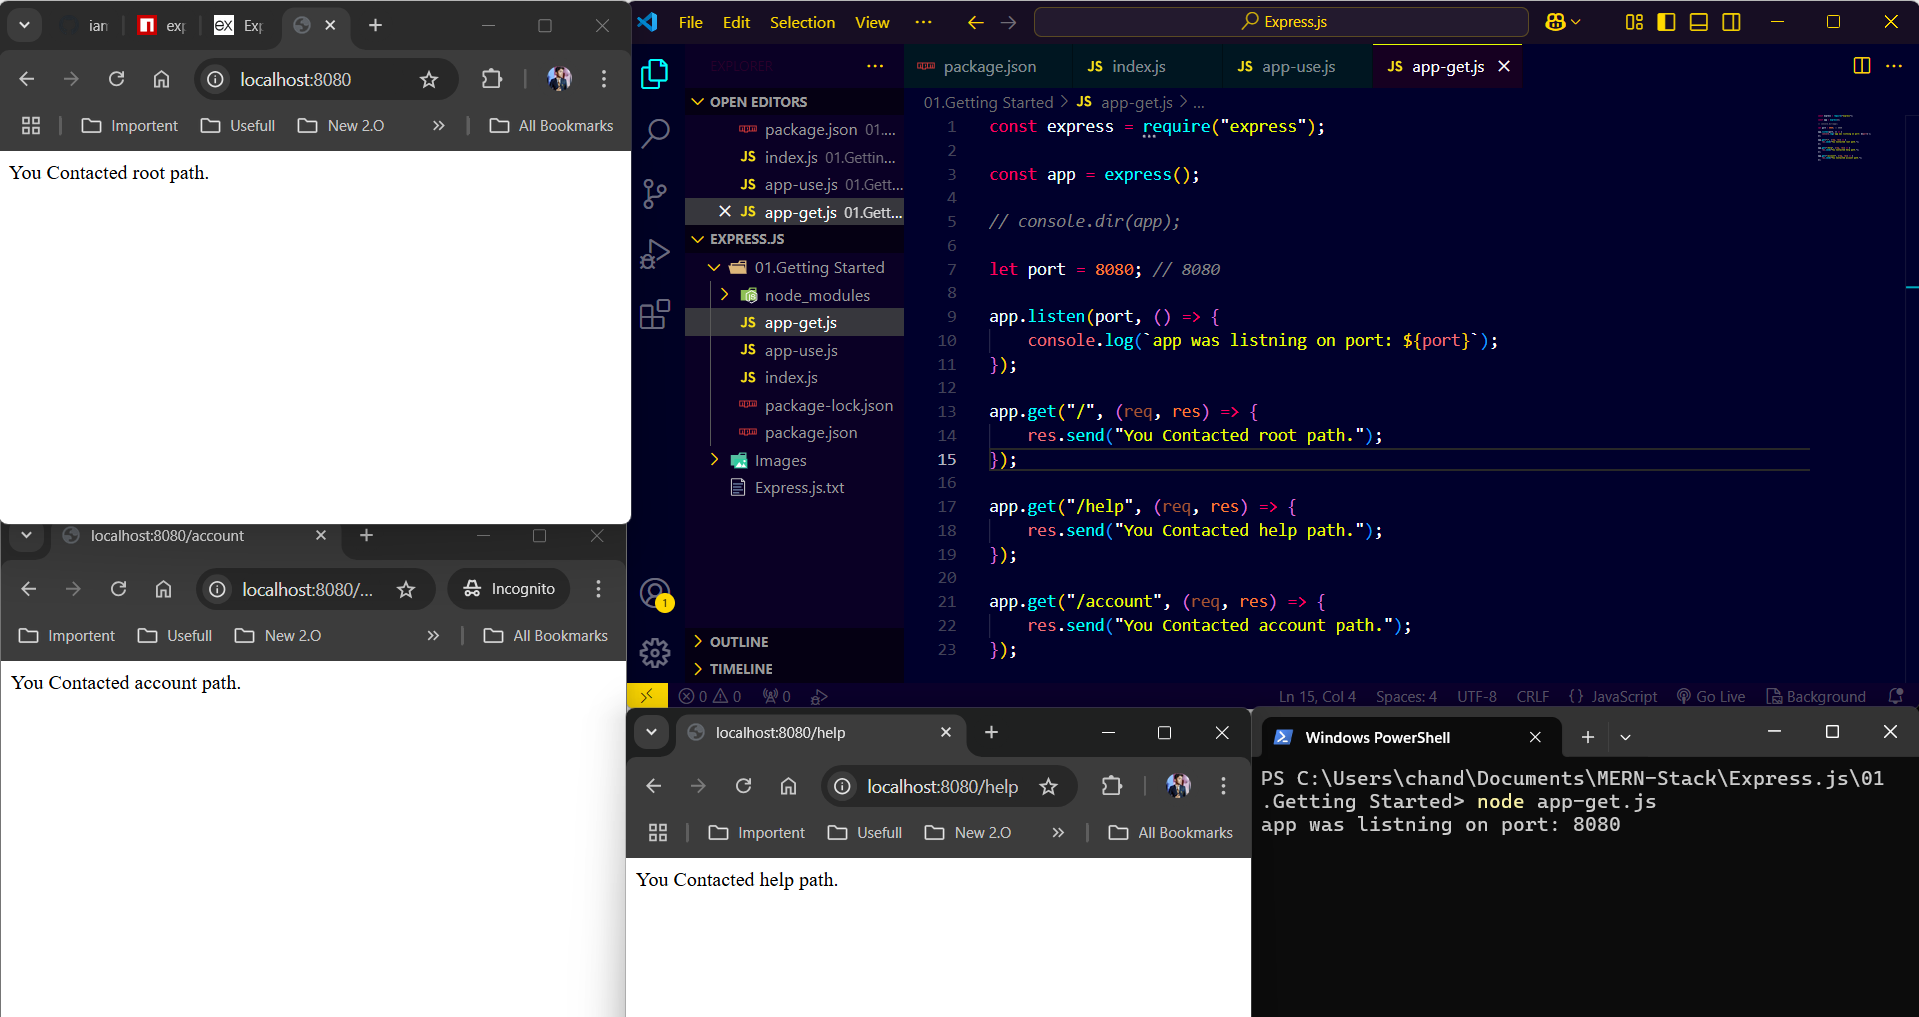 ian
exp
ex Exp
localhost:8080
Importent
Usefull
New 2.O
All Bookmarks
You Contacted root path.
localhost:8080/account
localhost:8080/...
Incognito
Importent
Usefull
New 2.O
All Bookmarks
You Contacted account path.
File Edit Selection View ...
Express.js
EXPLORER
...
OPEN EDITORS
package.json 01....
JS index.js 01.Gettin...
JS app-use.js 01.Gett...
JS app-get.js 01.Gett...
EXPRESS.JS
01.Getting Started
node_modules
JS app-get.js
JS app-use.js
JS index.js
package-lock.json
package.json
Images
Express.js.txt
OUTLINE
TIMELINE
1
package.json
JS index.js
JS app-use.js
JS app-get.js
01.Getting Started > JS app-get.js > ...
1 const express = require("express");
2
3 const app = express();
4
5 // console.dir(app);
6
7 let port = 8080; // 8080
8
9 app.listen(port, () => {
10 console.log(`app was listning on port: ${port}`);
11 });
12
13 app.get("/", (req, res) => {
14 res.send("You Contacted root path.");
15 });
16
17 app.get("/help", (req, res) => {
18 res.send("You Contacted help path.");
19 });
20
21 app.get("/account", (req, res) => {
22 res.send("You Contacted account path.");
23 });
0 0 0
Ln 15, Col 4 Spaces: 4 UTF-8 CRLF {} JavaScript Go Live Background
localhost:8080/help
localhost:8080/help
Importent
Usefull
New 2.O
All Bookmarks
You Contacted help path.
Windows PowerShell
PS C:\Users\chand\Documents\MERN-Stack\Express.js\01
.Getting Started> node app-get.js
app was listning on port: 8080